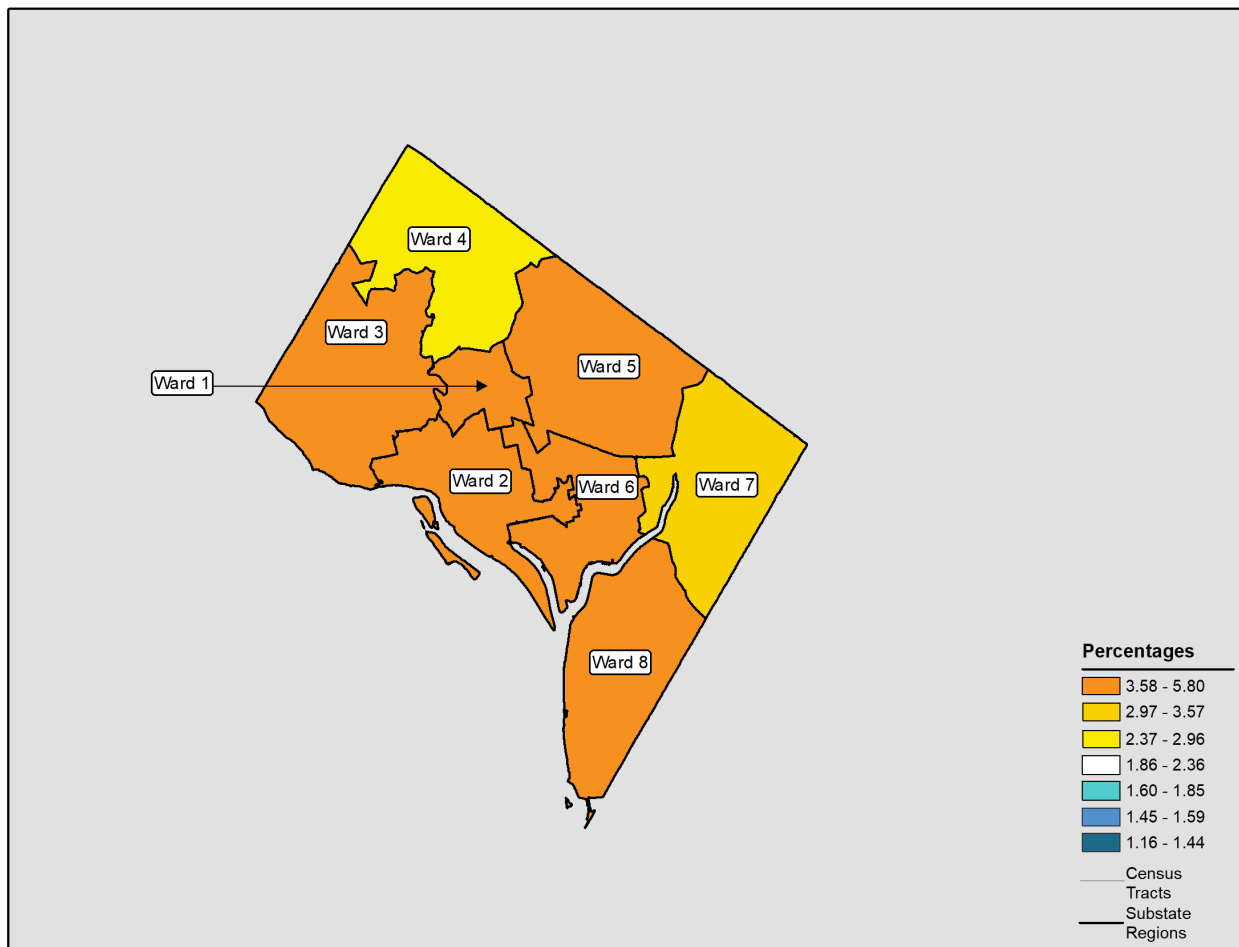 Ward 4
Ward 3
Ward 5
Ward 1
Ward 2
Ward 6
Ward 7
Ward 8
Percentages
3.58 - 5.80
2.97 - 3.57
2.37 - 2.96
1.86 - 2.36
1.60 - 1.85
1.45 - 1.59
1.16 - 1.44
Census
Tracts
Substate
Regions